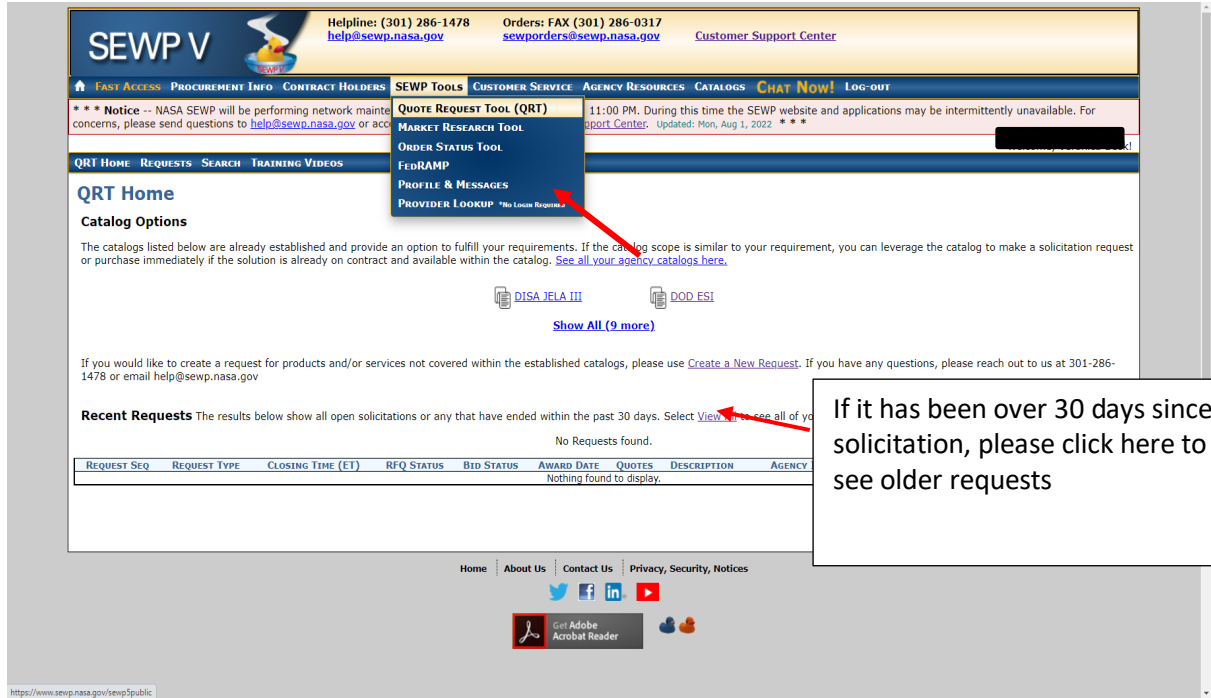 SEWP V
SEWP V
Helpline: (301) 286-1478 Orders: FAX (301) 286-0317
help@sewp.nasa.gov sewporders@sewp.nasa.gov Customer Support Center
Fast Access Procurement Info Contract Holders SEWP Tools Customer Service Agency Resources Catalogs Chat Now! Log-out
* * * Notice -- NASA SEWP will be performing network mainte 11:00 PM. During this time the SEWP website and applications may be intermittently unavailable. For
concerns, please send questions to help@sewp.nasa.gov or acc pport Center. Updated: Mon, Aug 1, 2022 * * *
Quote Request Tool (QRT)
Market Research Tool
Order Status Tool
FedRAMP
Profile & Messages
Provider Lookup *No Login Required
QRT Home Requests Search Training Videos
QRT Home
Catalog Options
The catalogs listed below are already established and provide an option to fulfill your requirements. If the catalog scope is similar to your requirement, you can leverage the catalog to make a solicitation request
or purchase immediately if the solution is already on contract and available within the catalog. See all your agency catalogs here.
DISA JELA III DOD ESI
Show All (9 more)
If you would like to create a request for products and/or services not covered within the established catalogs, please use Create a New Request. If you have any questions, please reach out to us at 301-286-
1478 or email help@sewp.nasa.gov
Recent Requests The results below show all open solicitations or any that have ended within the past 30 days. Select View All to see all of yo
No Requests found.
Request Seq Request Type Closing Time (ET) RFQ Status Bid Status Award Date Quotes Description Agency
Nothing found to display.
If it has been over 30 days since
solicitation, please click here to
see older requests
Home About Us Contact Us Privacy, Security, Notices
Get Adobe
Acrobat Reader
https://www.sewp.nasa.gov/sewp5public